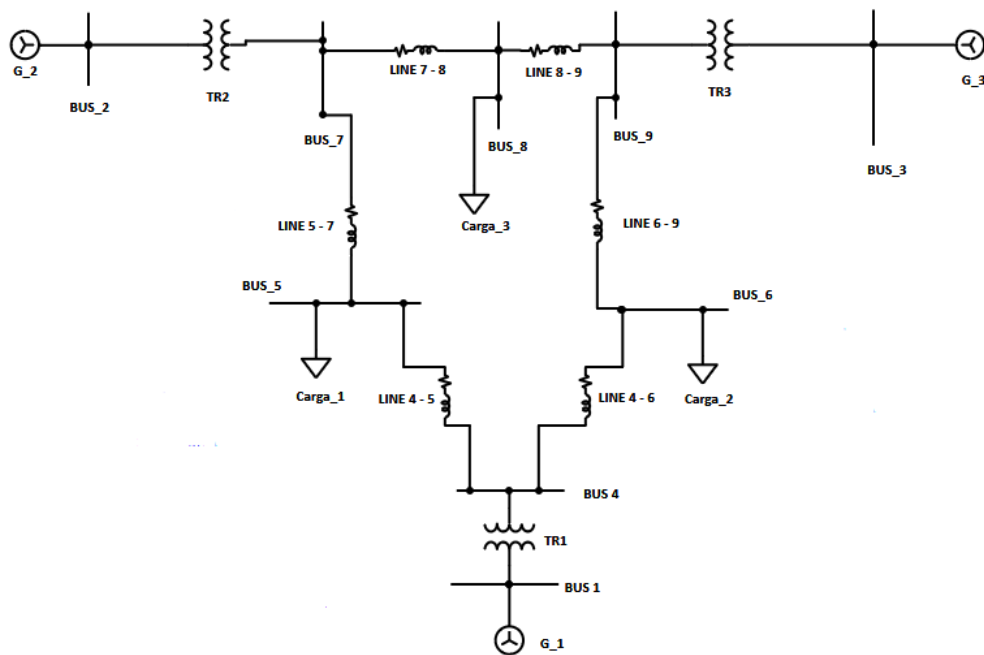 G_2
BUS_2
TR2
LINE 7 - 8
LINE 8 - 9
TR3
G_3
BUS_7
BUS_8
BUS_9
BUS_3
Carga_3
LINE 5 - 7
LINE 6 - 9
BUS_5
BUS_6
Carga_1
LINE 4 - 5
LINE 4 - 6
Carga_2
BUS 4
TR1
BUS 1
G_1